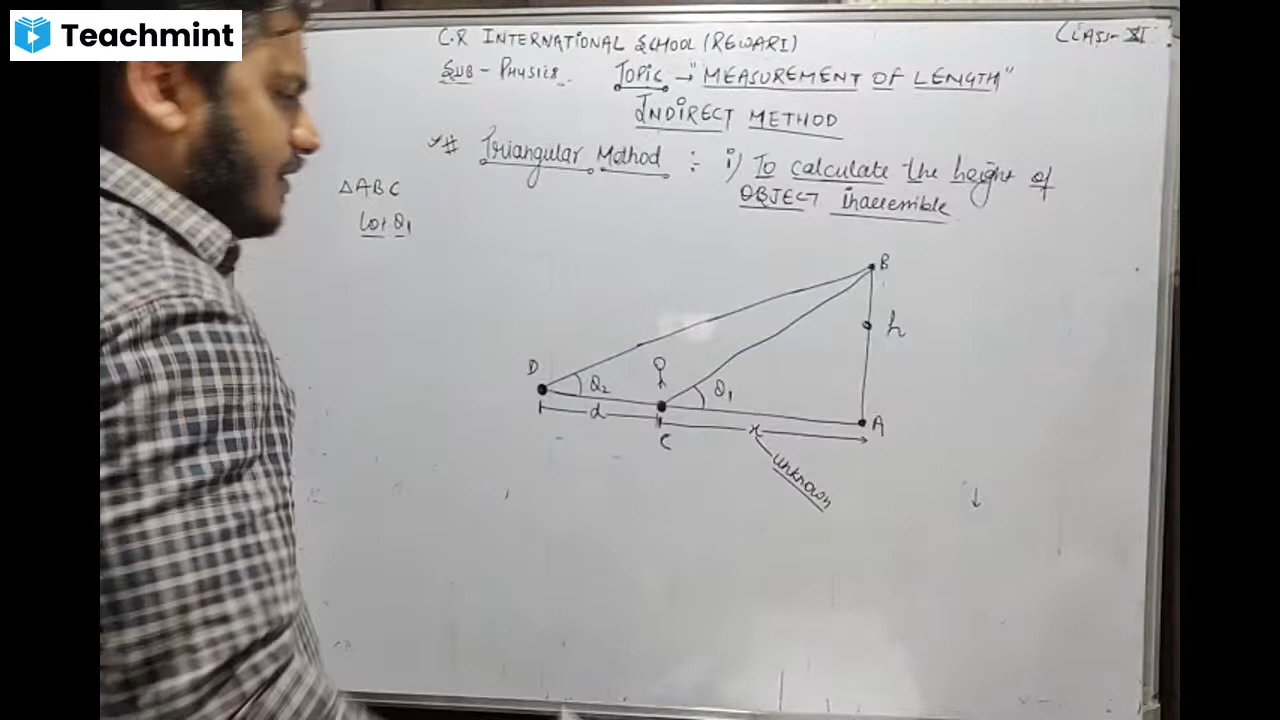 Teachmint
C.R INTERNATIONAL SCHOOL (REWARI)
CLASS-XI
SUB - PHYSICS. TOPIC → "MEASUREMENT OF LENGTH"
INDIRECT METHOD
# Triangular Method : i) To calculate the height of
OBJECT inaccessible
△ABC
Cot θ1
B
h
D
θ2
θ1
d
C
x
A
unknown